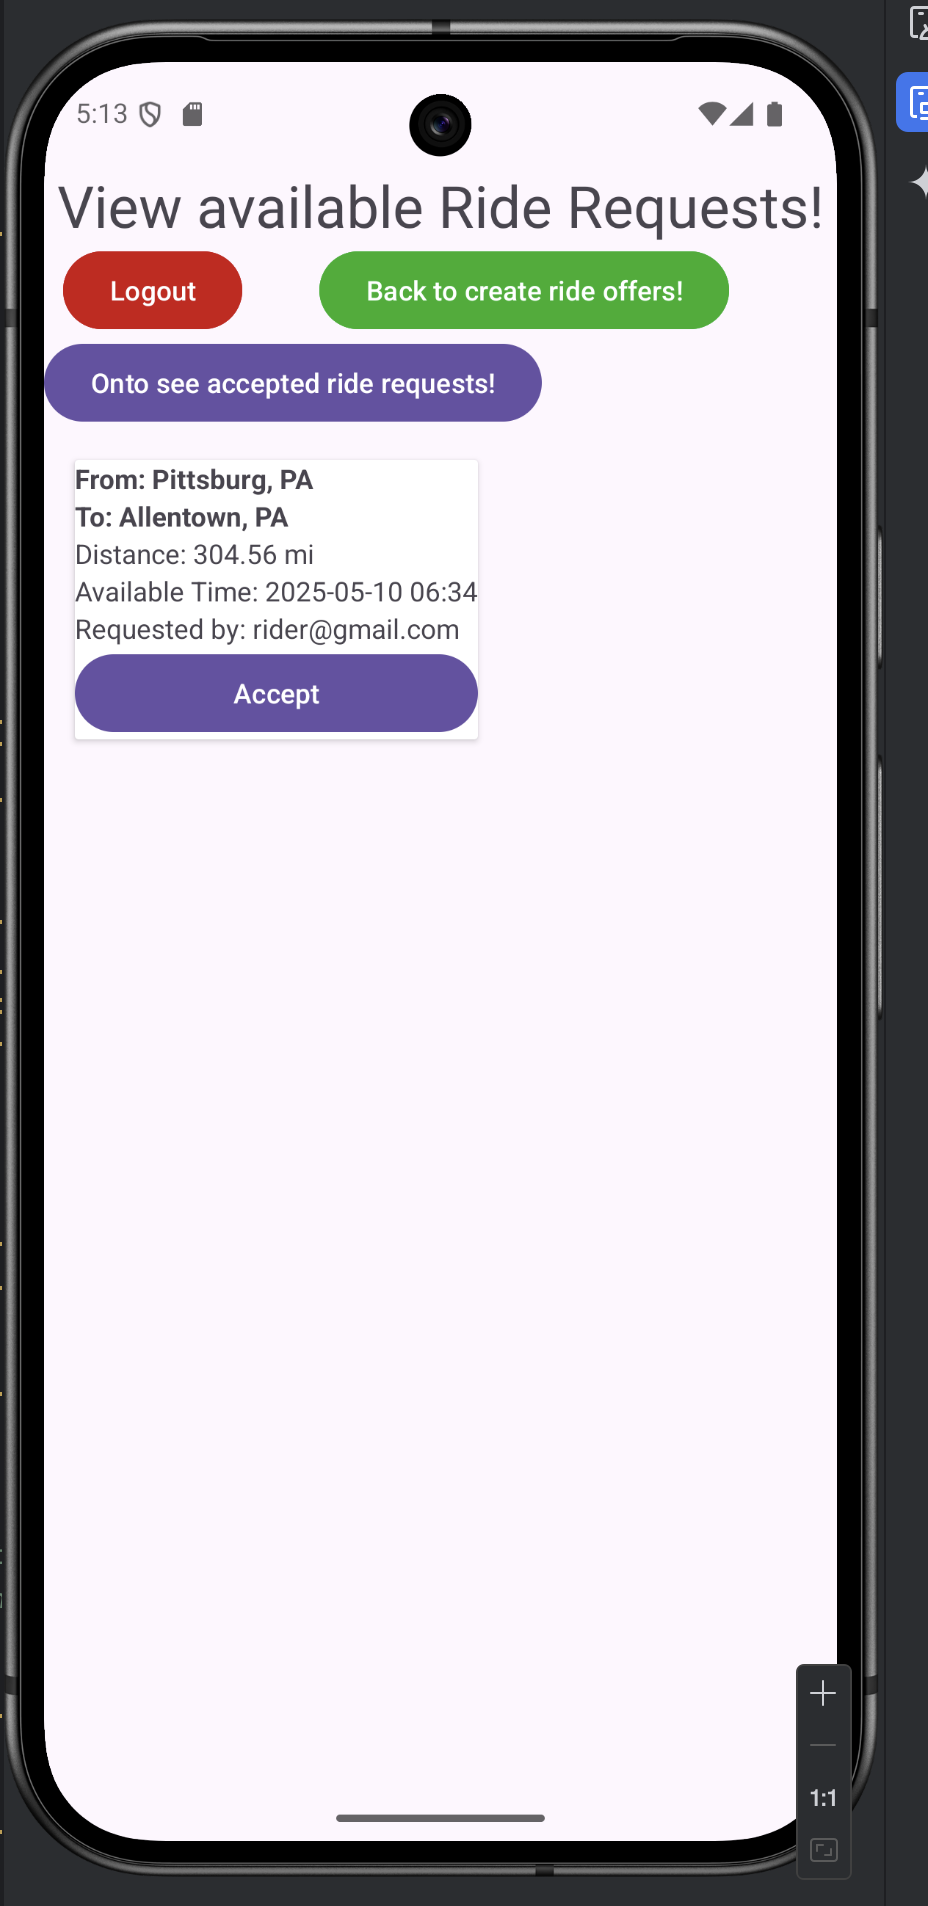 5:13
View available Ride Requests!
Logout
Back to create ride offers!
Onto see accepted ride requests!
From: Pittsburg, PA
To: Allentown, PA
Distance: 304.56 mi
Available Time: 2025-05-10 06:34
Requested by: rider@gmail.com
Accept
1:1